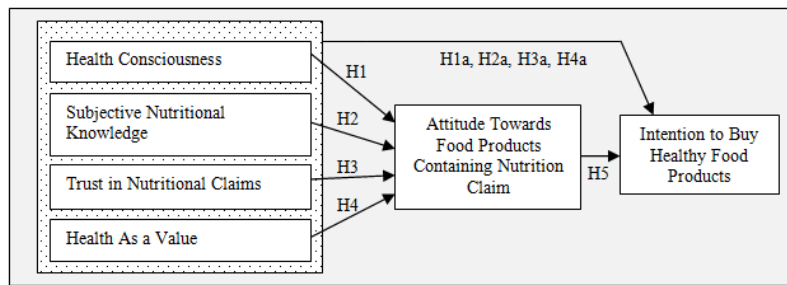 Health Consciousness
H1
H1a, H2a, H3a, H4a
Subjective Nutritional
Knowledge
H2
Attitude Towards
Food Products
Containing Nutrition
Claim
Intention to Buy
Healthy Food
Products
Trust in Nutritional Claims
H3
H5
H4
Health As a Value